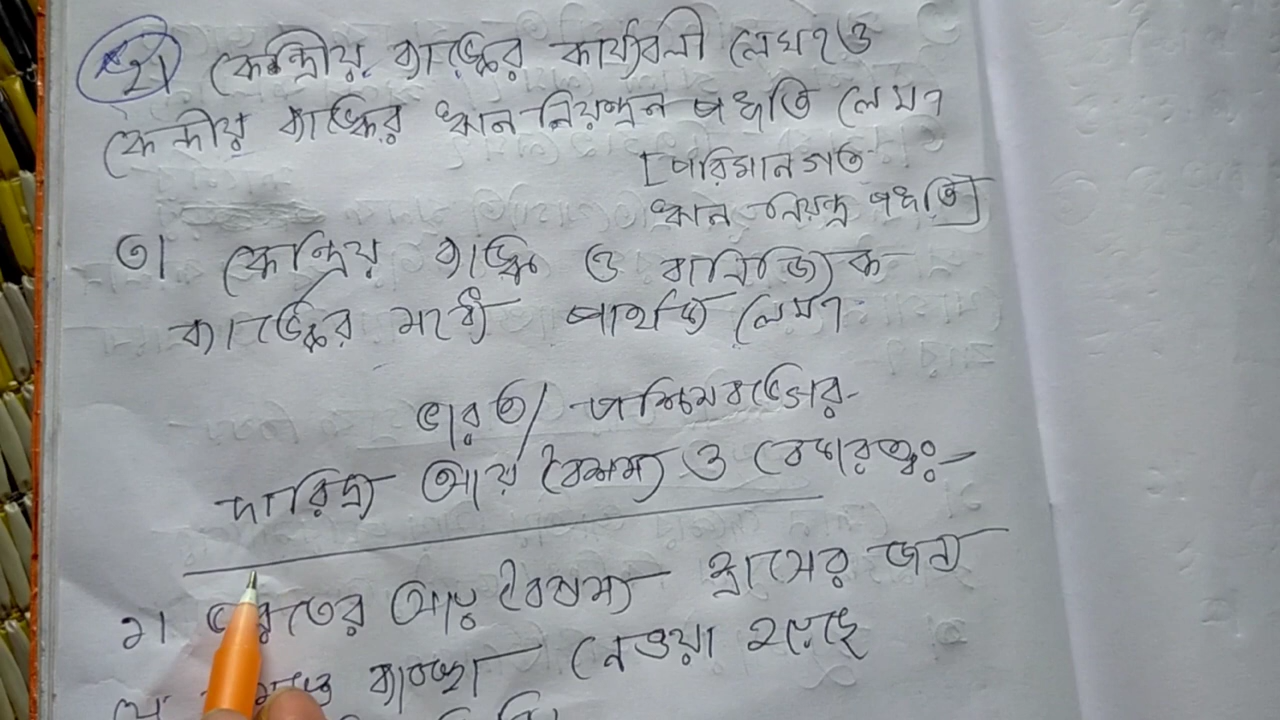 ২। কেন্দ্রীয় ব্যাঙ্কের কার্যাবলী লেখ। ও
কেন্দ্রীয় ব্যাঙ্কের ঋন নিয়ন্ত্রন পদ্ধতি লেখ।
[পরিমানগত
ঋন নিয়ন্ত্র পদ্ধতি]
৩। কেন্দ্রিয় ব্যাঙ্ক ও বানিজ্যিক
ব্যাঙ্কের মধ্যে পার্থক্য লেখ।
ভারত/ পশ্চিমবঙ্গের
দারিদ্র্য আয় বৈষম্য ও বেকারত্বঃ-
১। ভারতের আয় বৈষম্য হ্রাসের জন্য
ব্যবস্থা নেওয়া হয়েছে